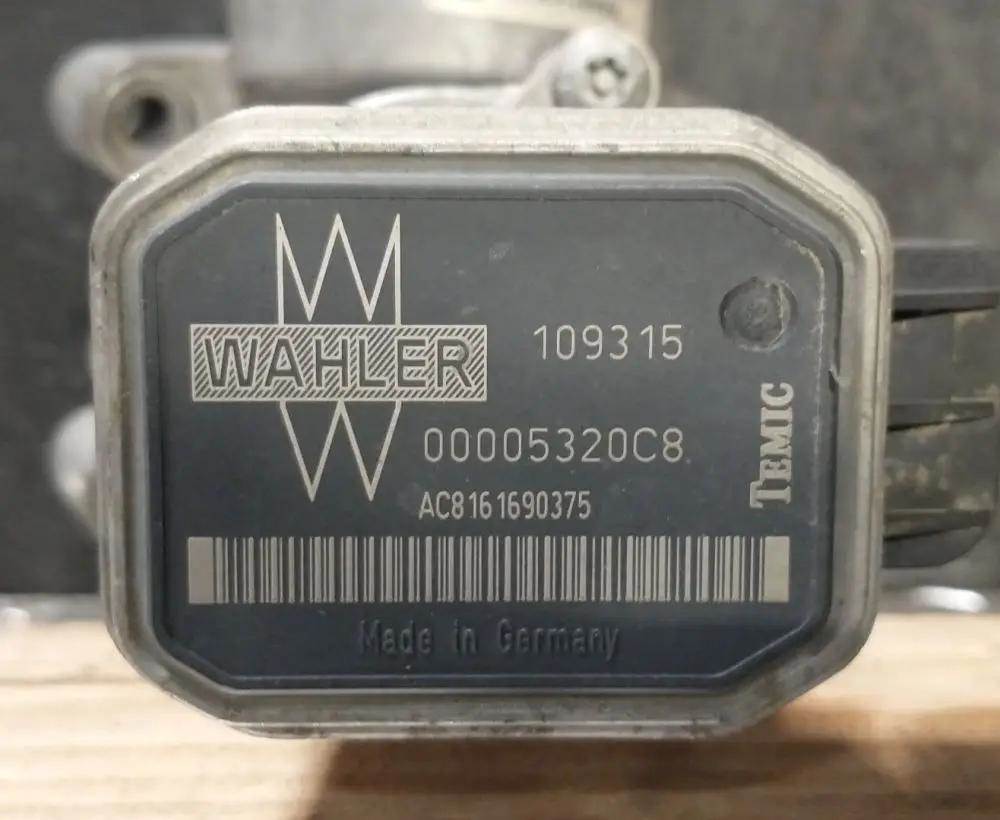 WAHLER
109315
00005320C8
AC8161690375
TEMIC
Made in Germany